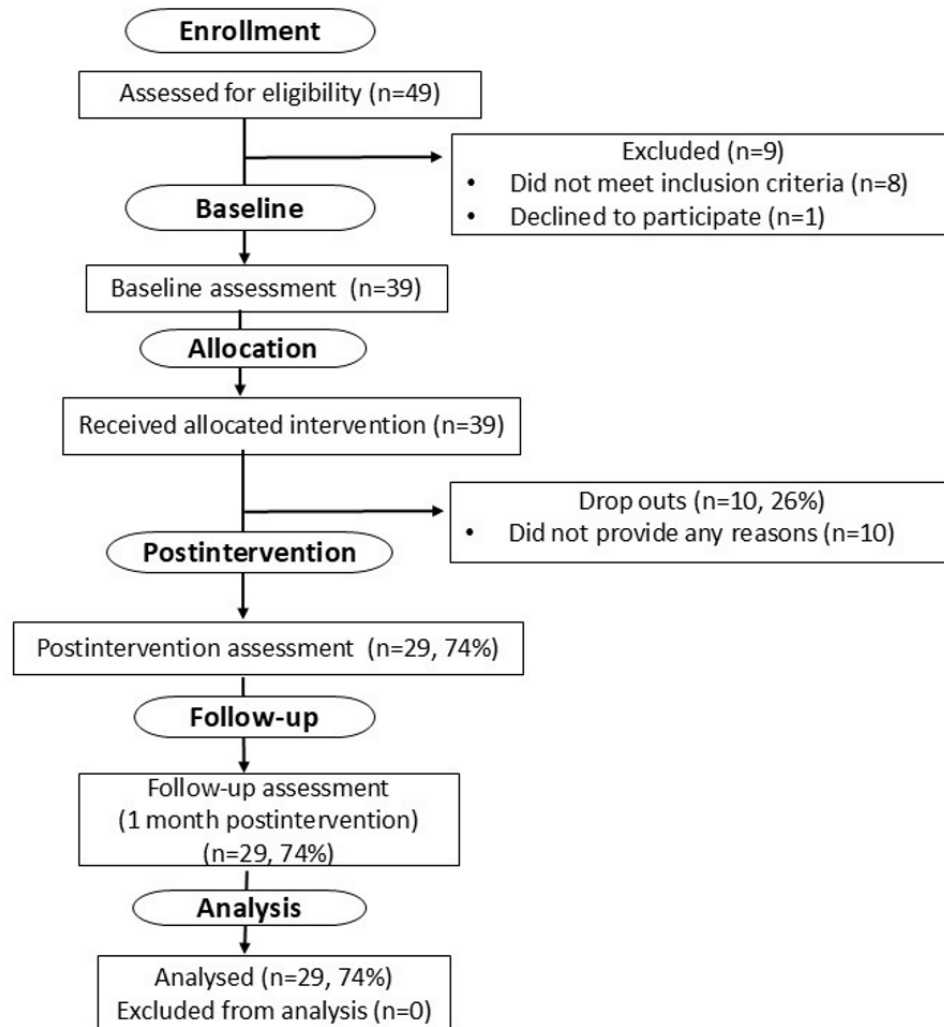 Enrollment
Assessed for eligibility (n=49)
Excluded (n=9)
• Did not meet inclusion criteria (n=8)
• Declined to participate (n=1)
Baseline
Baseline assessment (n=39)
Allocation
Received allocated intervention (n=39)
Drop outs (n=10, 26%)
• Did not provide any reasons (n=10)
Postintervention
Postintervention assessment (n=29, 74%)
Follow-up
Follow-up assessment
(1 month postintervention)
(n=29, 74%)
Analysis
Analysed (n=29, 74%)
Excluded from analysis (n=0)